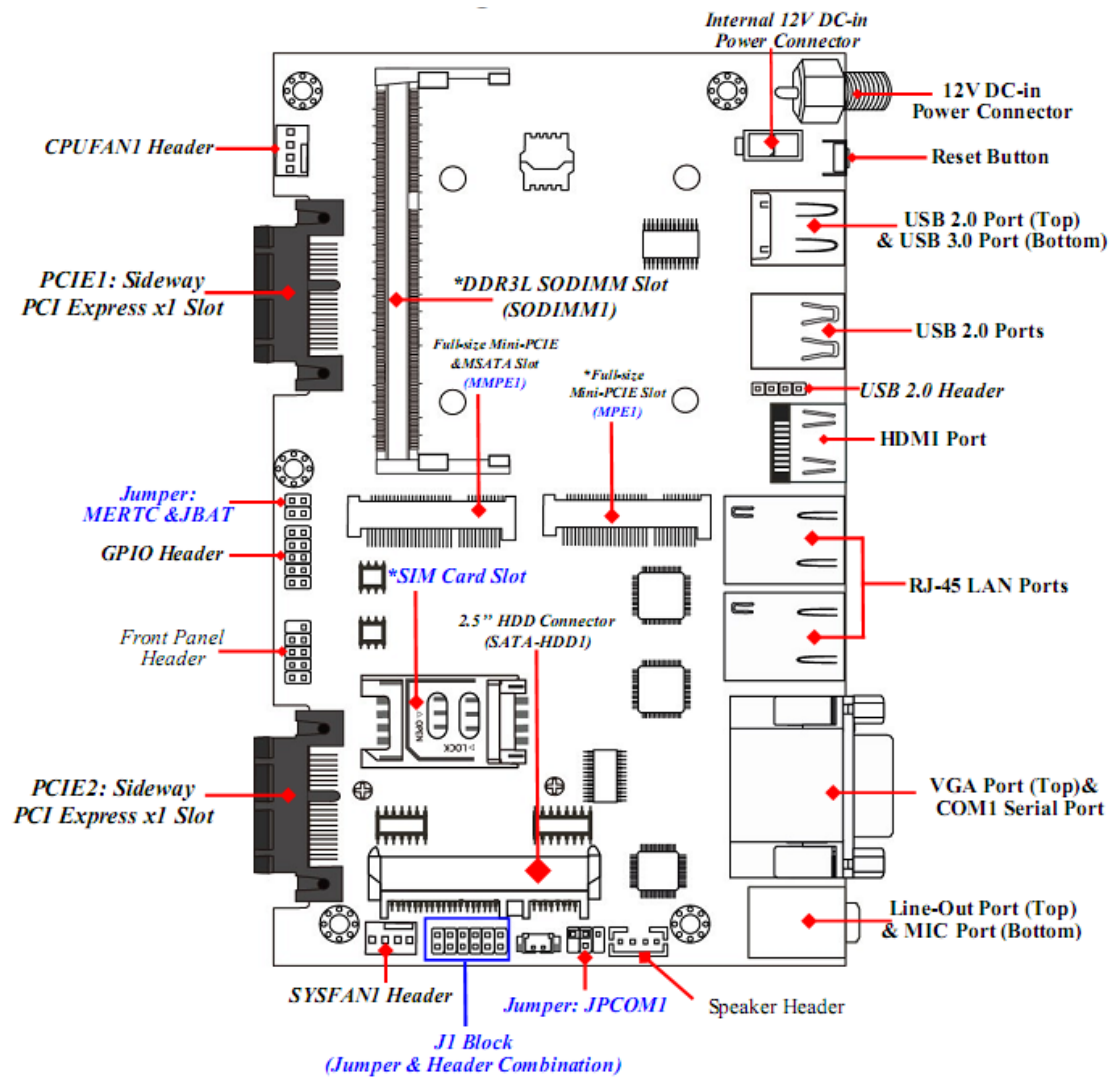 Internal 12V DC-in
Power Connector
12V DC-in
Power Connector
CPUFAN1 Header
Reset Button
USB 2.0 Port (Top)
& USB 3.0 Port (Bottom)
PCIE1: Sideway
PCI Express x1 Slot
*DDR3L SODIMM Slot
(SODIMM1)
USB 2.0 Ports
Full-size Mini-PCIE
&MSATA Slot
(MMPE1)
*Full-size
Mini-PCIE Slot
(MPE1)
USB 2.0 Header
HDMI Port
Jumper:
MERTC &JBAT
GPIO Header
*SIM Card Slot
RJ-45 LAN Ports
2.5" HDD Connector
(SATA-HDD1)
Front Panel
Header
OPEN
LOCK
PCIE2: Sideway
PCI Express x1 Slot
VGA Port (Top)&
COM1 Serial Port
Line-Out Port (Top)
& MIC Port (Bottom)
SYSFAN1 Header
Jumper: JPCOM1
Speaker Header
J1 Block
(Jumper & Header Combination)